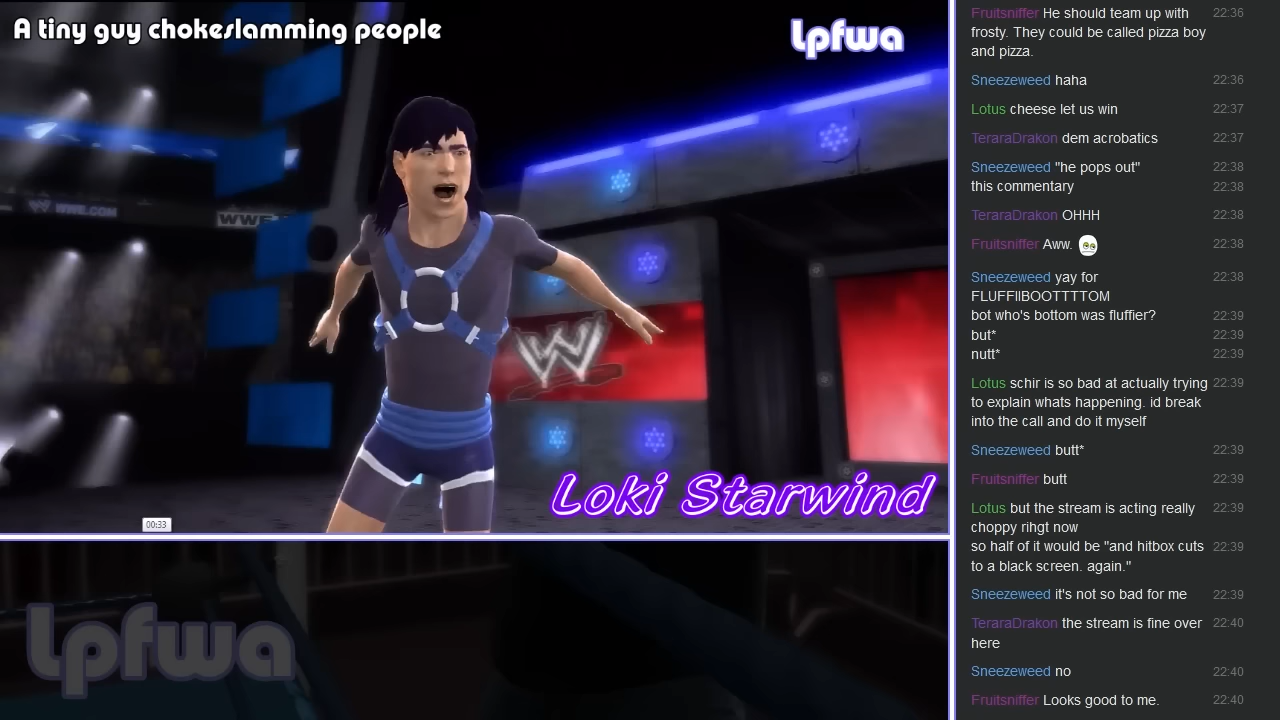 A tiny guy chokeslamming people
Lpfwa
WWE.COM
WWE
W
Loki Starwind
00:33
Lpfwa
Fruitsniffer He should team up with 22:36
frosty. They could be called pizza boy
and pizza.
Sneezeweed haha 22:36
Lotus cheese let us win 22:37
TeraraDrakon dem acrobatics 22:37
Sneezeweed "he pops out" 22:38
this commentary 22:38
TeraraDrakon OHHH 22:38
Fruitsniffer Aww. 22:38
Sneezeweed yay for 22:38
FLUFFIIBOOTTTTOM
bot who's bottom was fluffier? 22:39
but* 22:39
nutt* 22:39
Lotus schir is so bad at actually trying 22:39
to explain whats happening. id break
into the call and do it myself
Sneezeweed butt* 22:39
Fruitsniffer butt 22:39
Lotus but the stream is acting really 22:39
choppy rihgt now
so half of it would be "and hitbox cuts 22:39
to a black screen. again."
Sneezeweed it's not so bad for me 22:39
TeraraDrakon the stream is fine over 22:40
here
Sneezeweed no 22:40
Fruitsniffer Looks good to me. 22:40